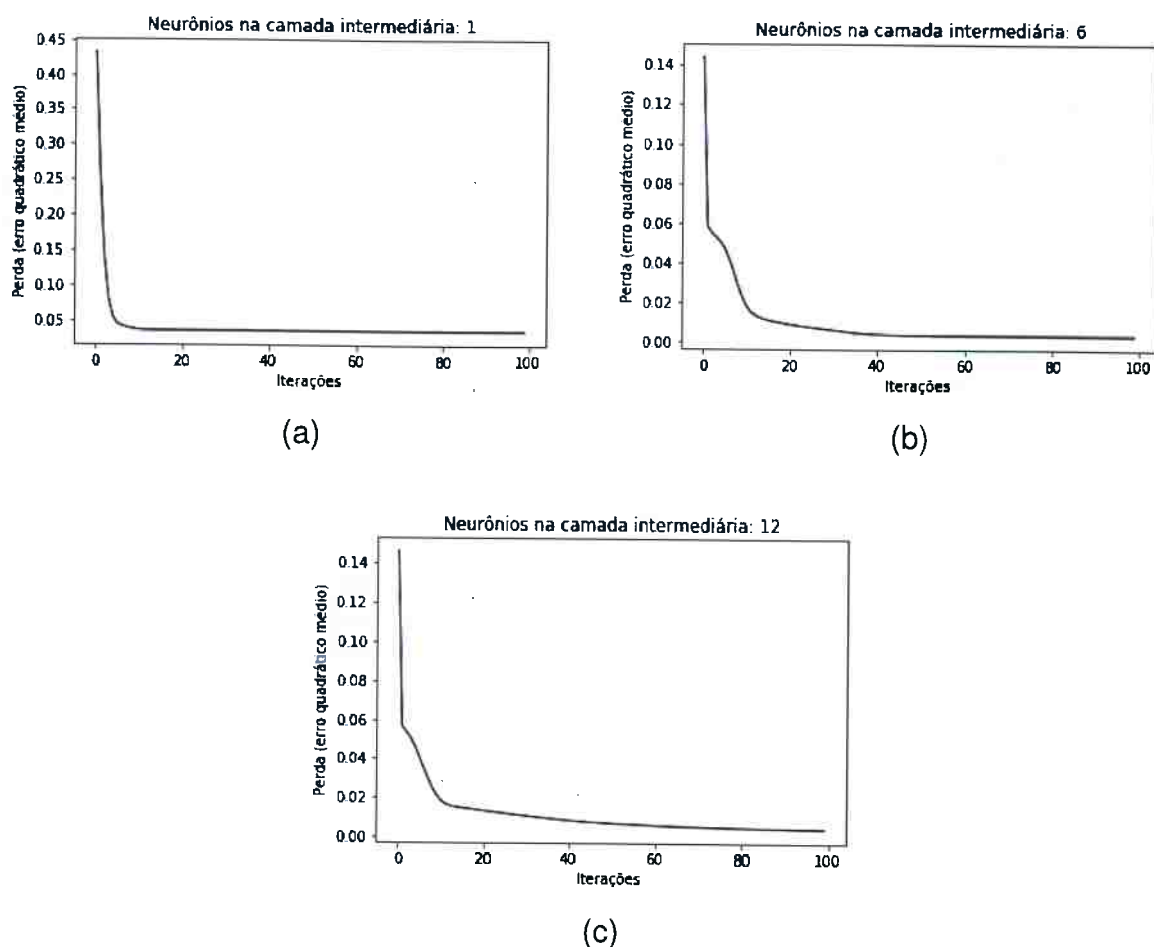 Neurônios na camada intermediária: 1
Perda (erro quadrático médio)
0.45
0.40
0.35
0.30
0.25
0.20
0.15
0.10
0.05
0 20 40 60 80 100
Iterações
(a)
Neurônios na camada intermediária: 6
Perda (erro quadrático médio)
0.14
0.12
0.10
0.08
0.06
0.04
0.02
0.00
0 20 40 60 80 100
Iterações
(b)
Neurônios na camada intermediária: 12
Perda (erro quadrático médio)
0.14
0.12
0.10
0.08
0.06
0.04
0.02
0.00
0 20 40 60 80 100
Iterações
(c)